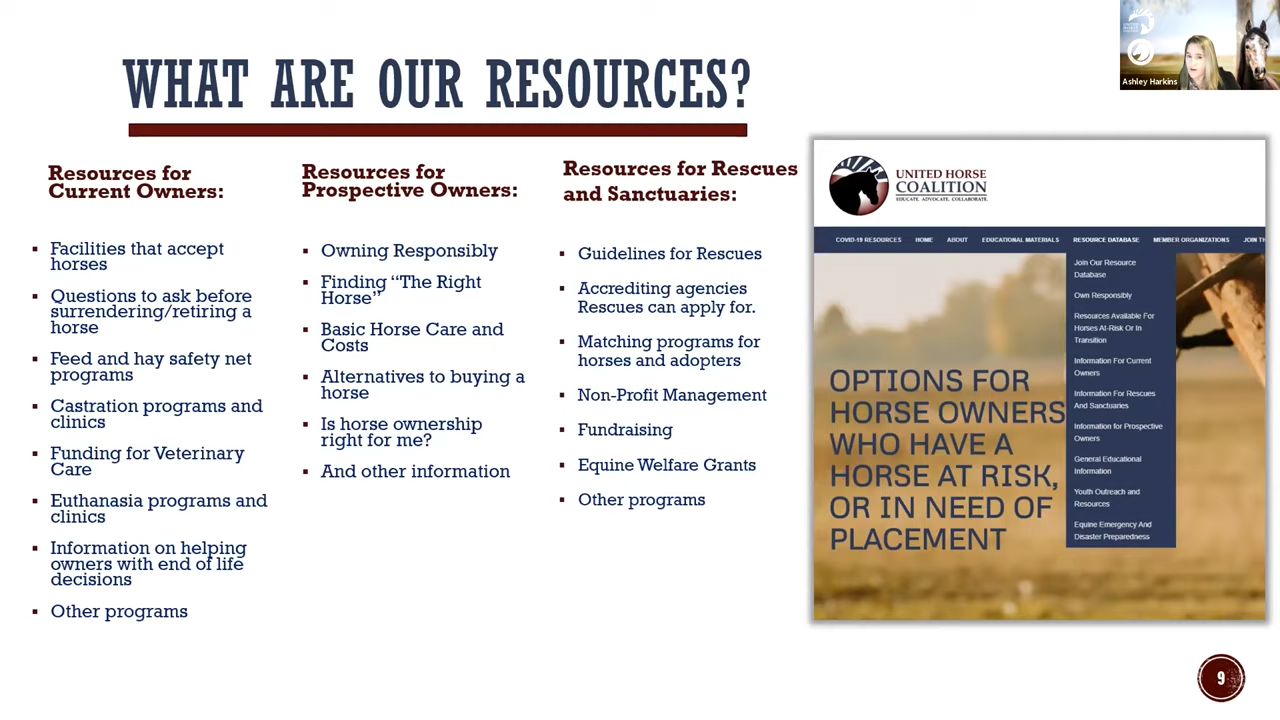 WHAT ARE OUR RESOURCES?
Ashley Harkins
Resources for
Current Owners:
Facilities that accept
horses
Questions to ask before
surrendering/retiring a
horse
Feed and hay safety net
programs
Castration programs and
clinics
Funding for Veterinary
Care
Euthanasia programs and
clinics
Information on helping
owners with end of life
decisions
Other programs
Resources for
Prospective Owners:
Owning Responsibly
Finding “The Right
Horse”
Basic Horse Care and
Costs
Alternatives to buying a
horse
Is horse ownership
right for me?
And other information
Resources for Rescues
and Sanctuaries:
Guidelines for Rescues
Accrediting agencies
Rescues can apply for.
Matching programs for
horses and adopters
Non-Profit Management
Fundraising
Equine Welfare Grants
Other programs
UNITED HORSE
COALITION
EDUCATE. ADVOCATE. COLLABORATE.
COVID-19 RESOURCES HOME ABOUT EDUCATIONAL MATERIALS RESOURCE DATABASE MEMBER ORGANIZATIONS JOIN TH
Join Our Resource
Database
Own Responsibly
Resources Available For
Horses At-Risk Or In
Transition
Information For Current
Owners
Information For Rescues
And Sanctuaries
Information for Prospective
Owners
General Educational
Information
Youth Outreach and
Resources
Equine Emergency And
Disaster Preparedness
OPTIONS FOR
HORSE OWNERS
WHO HAVE A
HORSE AT RISK,
OR IN NEED OF
PLACEMENT
9